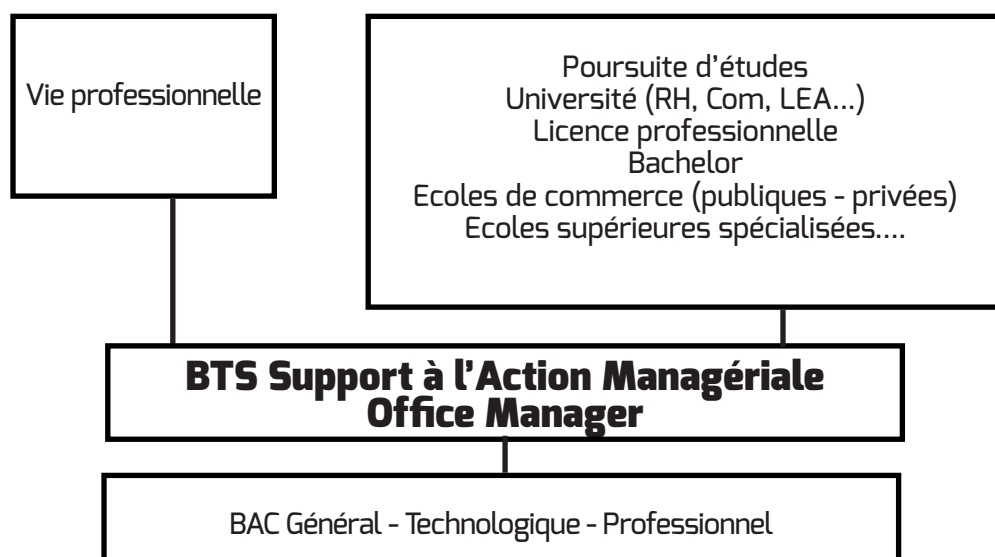 Vie professionnelle
Poursuite d’études
Université (RH, Com, LEA...)
Licence professionnelle
Bachelor
Ecoles de commerce (publiques - privées)
Ecoles supérieures spécialisées....
BTS Support à l’Action Managériale
Office Manager
BAC Général - Technologique - Professionnel